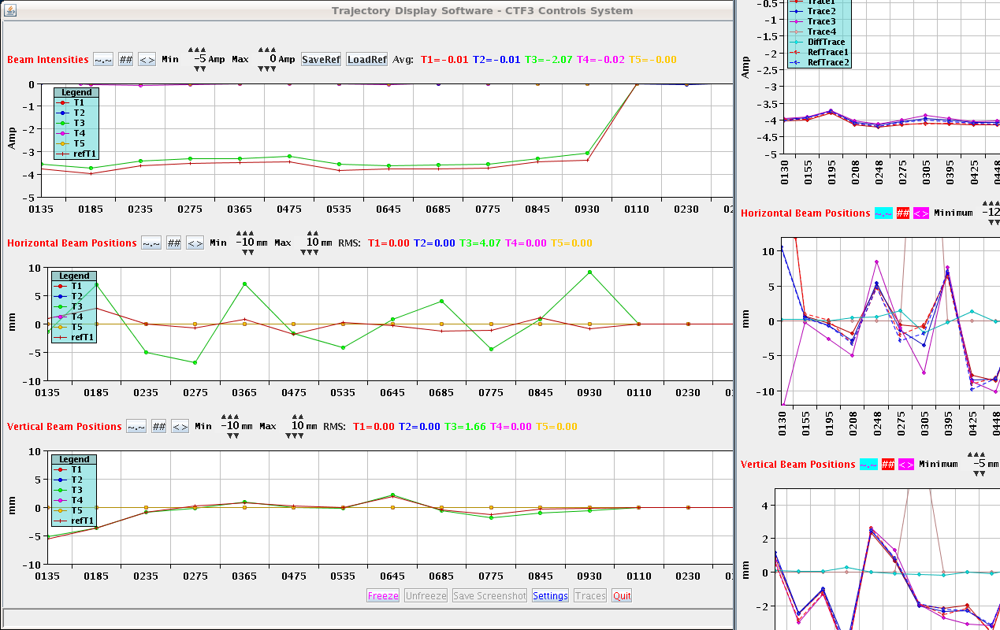 Trajectory Display Software - CTF3 Controls System
Beam Intensities ~.~ ## <> Min -5 Amp Max 0 Amp SaveRef LoadRef Avg: T1=-0.01 T2=-0.01 T3=-2.07 T4=-0.02 T5=-0.00
Legend
T1
T2
T3
T4
T5
refT1
Amp
0
-1
-2
-3
-4
-5
0135 0185 0235 0275 0365 0475 0535 0645 0685 0775 0845 0930 0110 0230 02
Horizontal Beam Positions ~.~ ## <> Min -10 mm Max 10 mm RMS: T1=0.00 T2=0.00 T3=4.07 T4=0.00 T5=0.00
Legend
T1
T2
T3
T4
T5
refT1
mm
10
5
0
-5
-10
0135 0185 0235 0275 0365 0475 0535 0645 0685 0775 0845 0930 0110 0230 02
Vertical Beam Positions ~.~ ## <> Min -10 mm Max 10 mm RMS: T1=0.00 T2=0.00 T3=1.66 T4=0.00 T5=0.00
Legend
T1
T2
T3
T4
T5
refT1
mm
10
5
0
-5
-10
0135 0185 0235 0275 0365 0475 0535 0645 0685 0775 0845 0930 0110 0230 02
Freeze Unfreeze Save Screenshot Settings Traces Quit
Trace1
Trace2
Trace3
Trace4
DiffTrace
RefTrace1
RefTrace2
Amp
-0.5
-1
-1.5
-2
-2.5
-3
-3.5
-4
-4.5
-5
0130 0155 0195 0208 0248 0275 0305 0395 0425 0448
Horizontal Beam Positions ~.~ ## <> Minimum -12
mm
10
5
0
-5
-10
0130 0155 0195 0208 0248 0275 0305 0395 0425 0448
Vertical Beam Positions ~.~ ## <> Minimum -5 mm
mm
4
2
0
-2